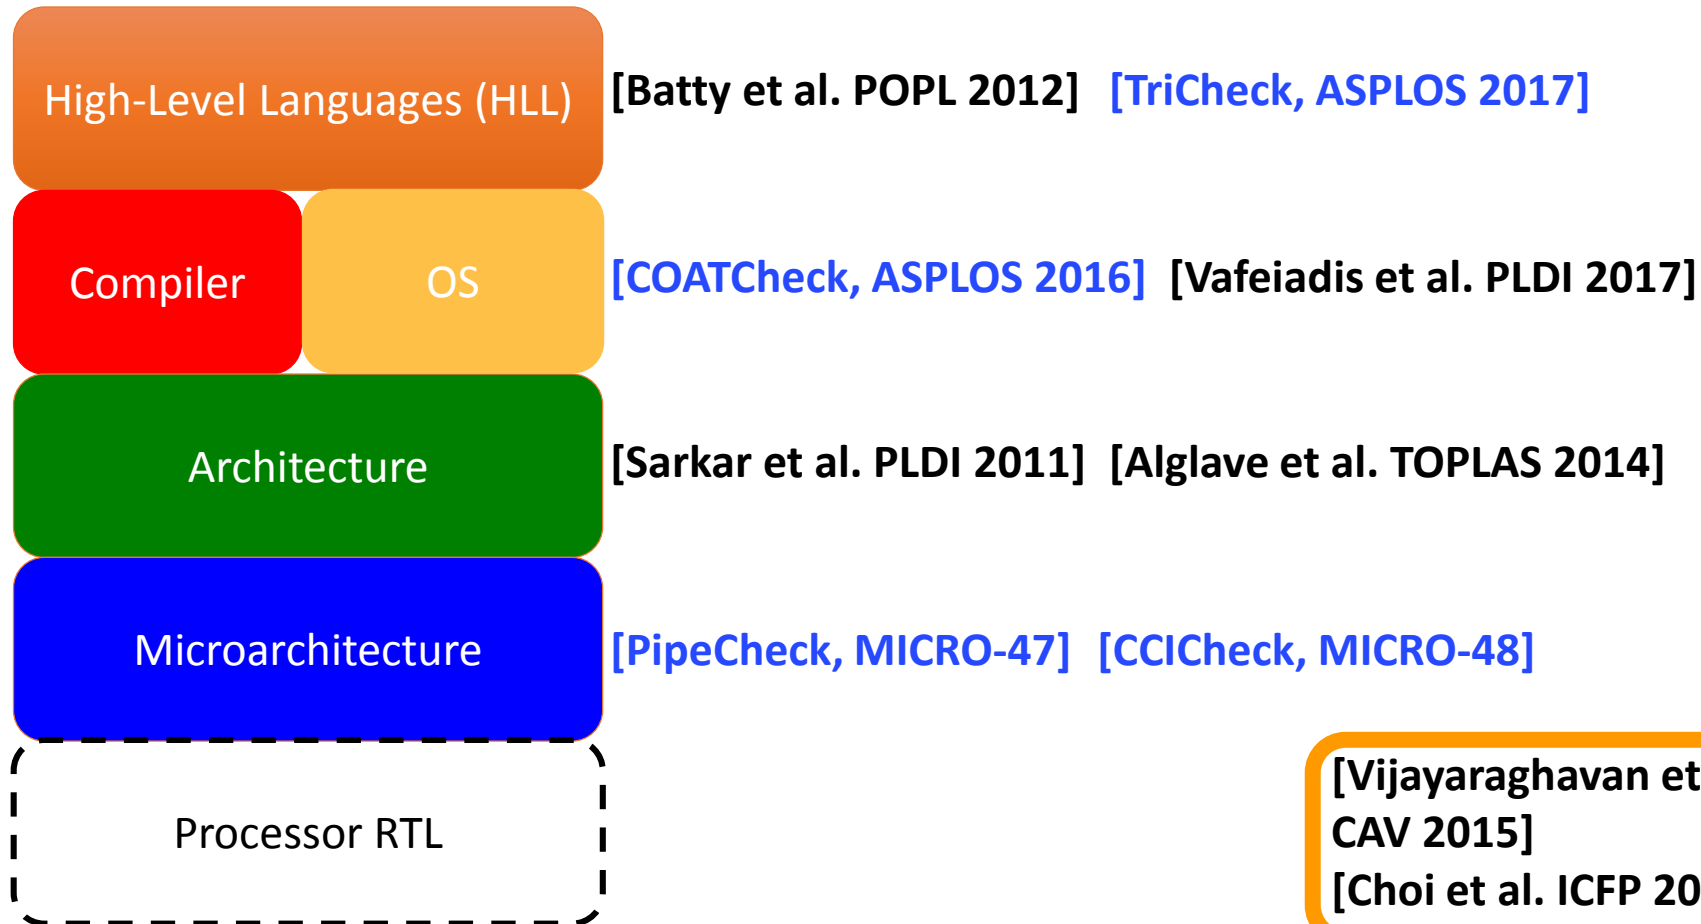 High-Level Languages (HLL) [Batty et al. POPL 2012] [TriCheck, ASPLOS 2017]
Compiler OS [COATCheck, ASPLOS 2016] [Vafeiadis et al. PLDI 2017]
Architecture [Sarkar et al. PLDI 2011] [Alglave et al. TOPLAS 2014]
Microarchitecture [PipeCheck, MICRO-47] [CCICheck, MICRO-48]
Processor RTL
[Vijayaraghavan et
CAV 2015]
[Choi et al. ICFP 20